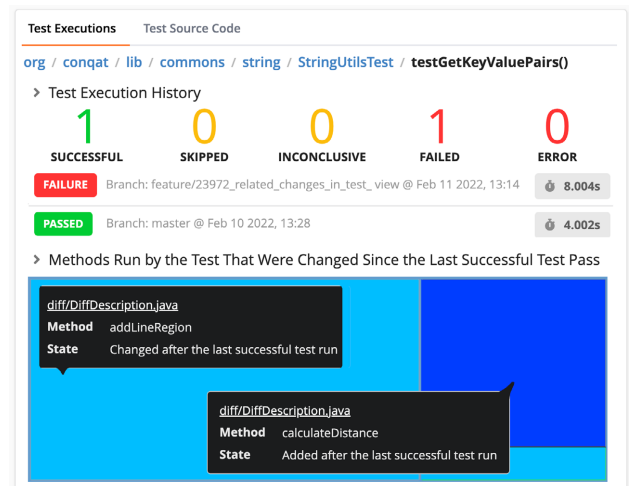 Test Executions Test Source Code
org / conqat / lib / commons / string / StringUtilsTest / testGetKeyValuePairs()
Test Execution History
1 0 0 1 0
SUCCESSFUL SKIPPED INCONCLUSIVE FAILED ERROR
FAILURE Branch: feature/23972_related_changes_in_test_ view @ Feb 11 2022, 13:14 8.004s
PASSED Branch: master @ Feb 10 2022, 13:28 4.002s
Methods Run by the Test That Were Changed Since the Last Successful Test Pass
diff/DiffDescription.java
Method addLineRegion
State Changed after the last successful test run
diff/DiffDescription.java
Method calculateDistance
State Added after the last successful test run